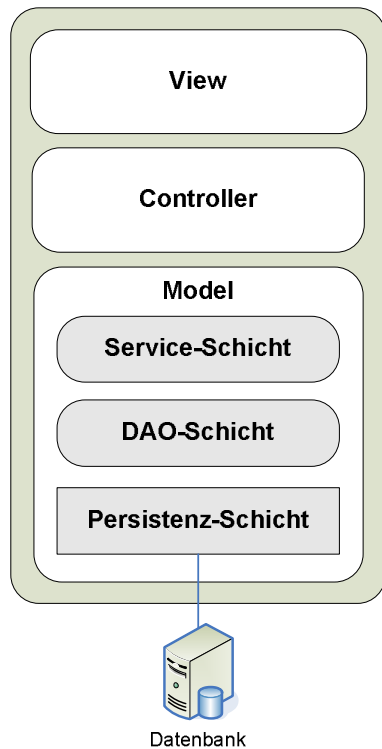 View
Controller
Model
Service-Schicht
DAO-Schicht
Persistenz-Schicht
Datenbank